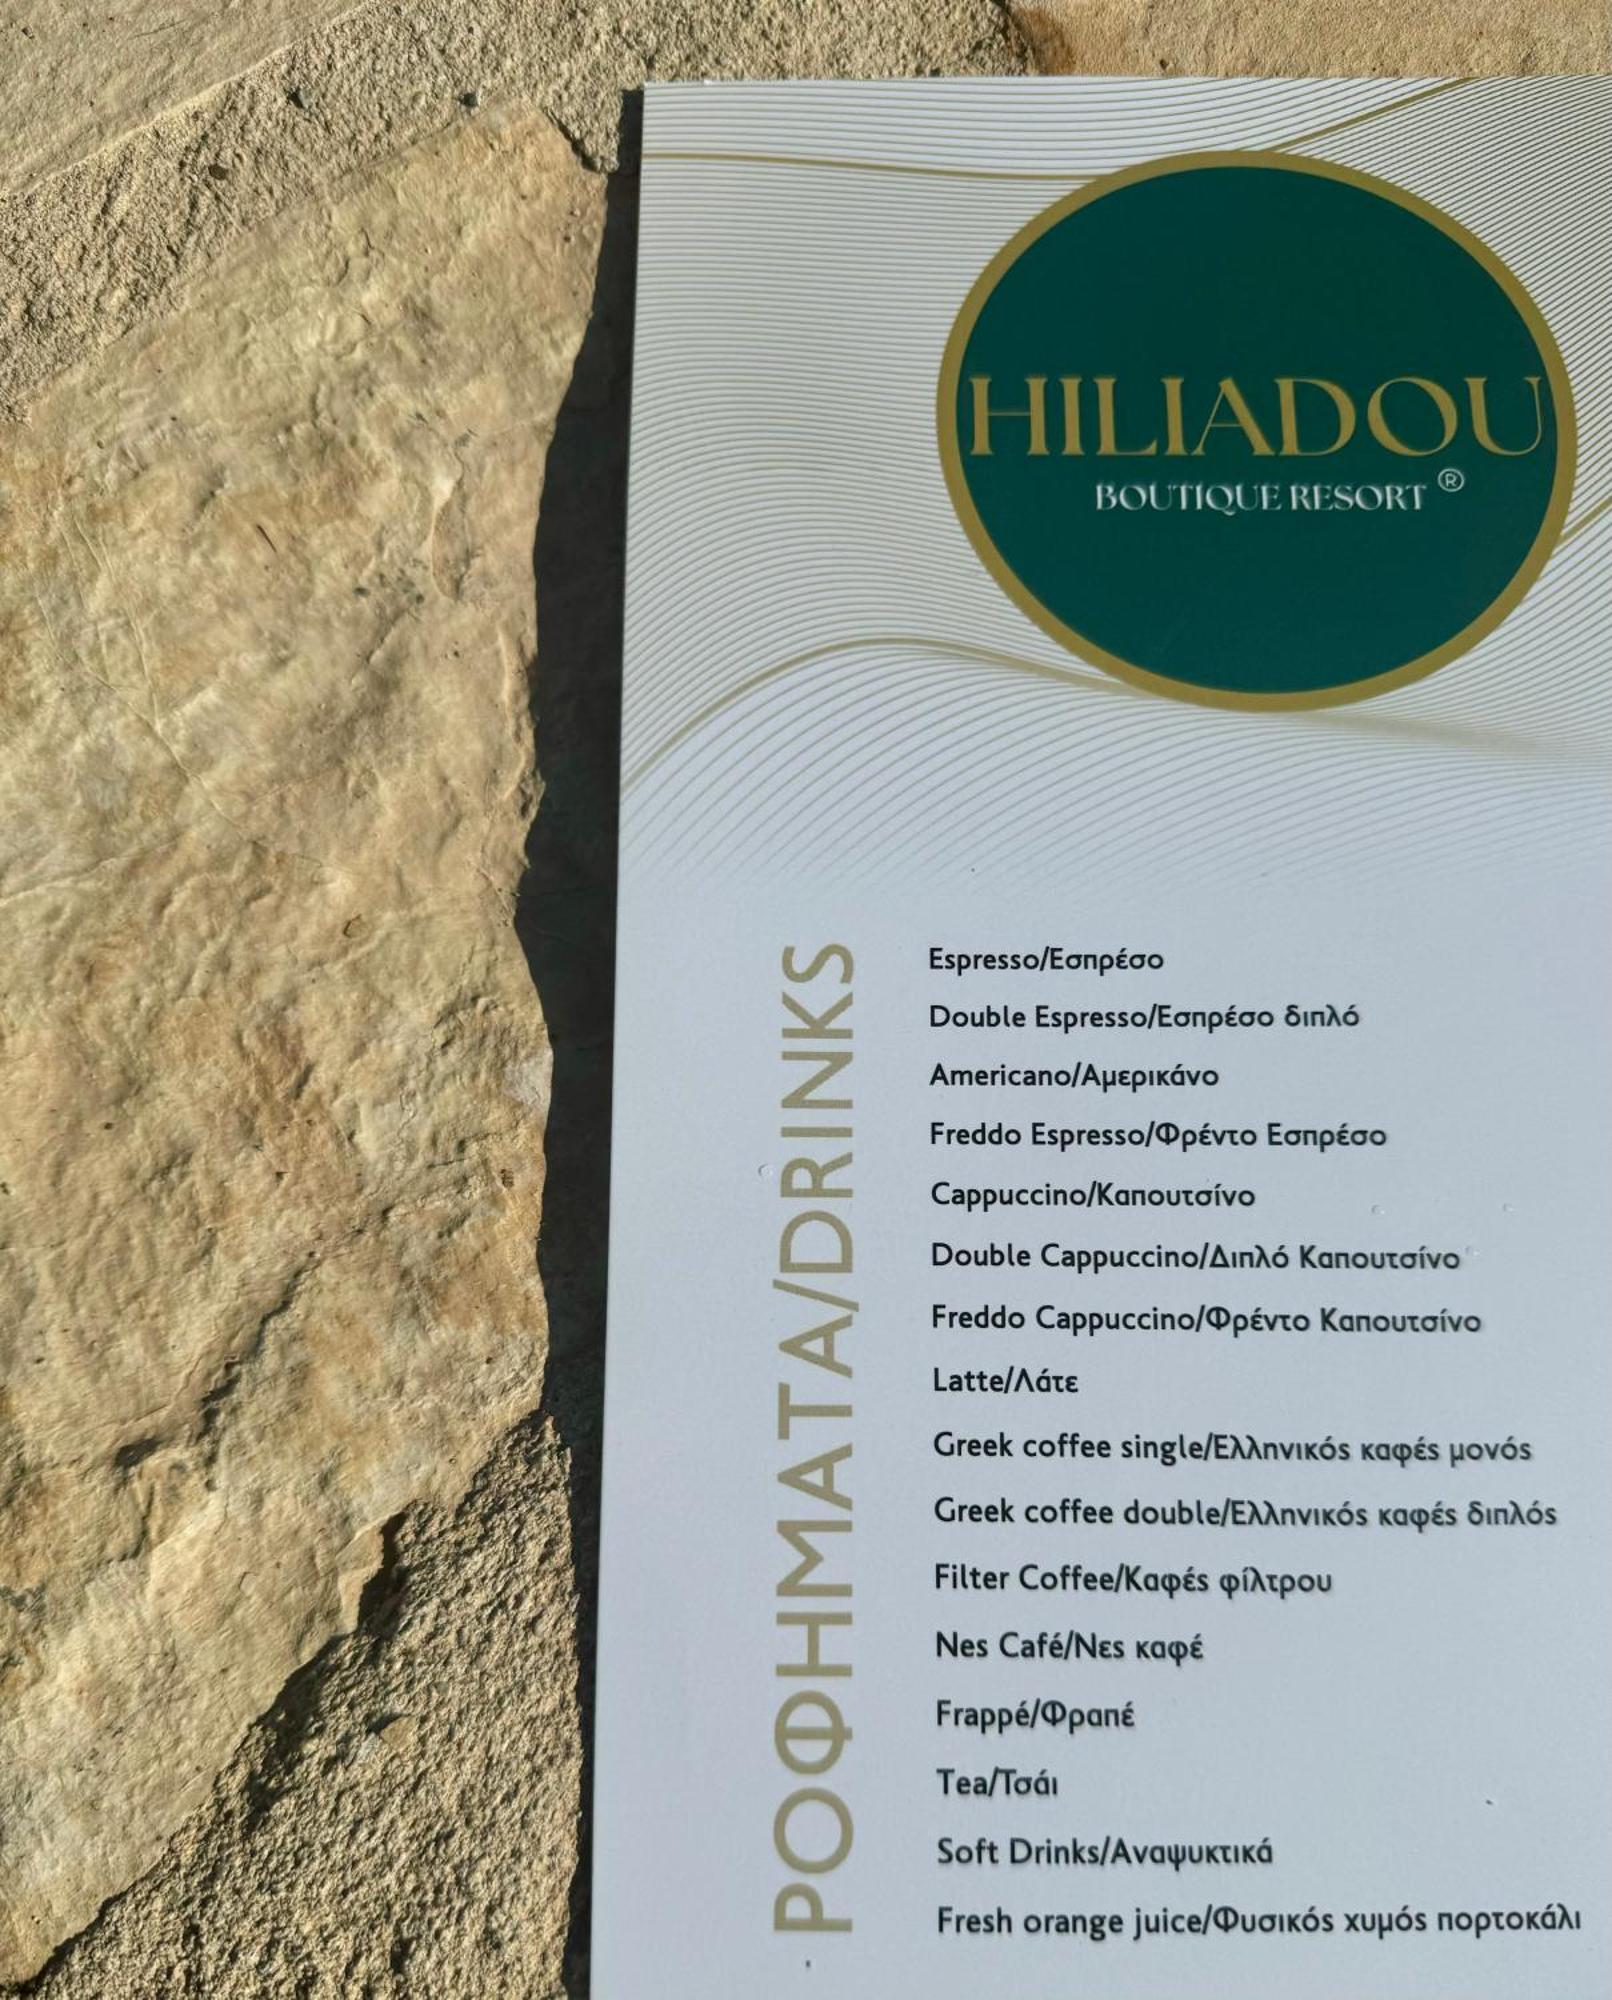 HILIADOU
BOUTIQUE RESORT ®
ΡΟΦΗΜΑΤΑ/DRINKS
Espresso/Εσπρέσο
Double Espresso/Εσπρέσο διπλό
Americano/Αμερικάνο
Freddo Espresso/Φρέντο Εσπρέσο
Cappuccino/Καπουτσίνο
Double Cappuccino/Διπλό Καπουτσίνο
Freddo Cappuccino/Φρέντο Καπουτσίνο
Latte/Λάτε
Greek coffee single/Ελληνικός καφές μονός
Greek coffee double/Ελληνικός καφές διπλός
Filter Coffee/Καφές φίλτρου
Nes Café/Νες καφέ
Frappé/Φραπέ
Tea/Τσάι
Soft Drinks/Αναψυκτικά
Fresh orange juice/Φυσικός χυμός πορτοκάλι